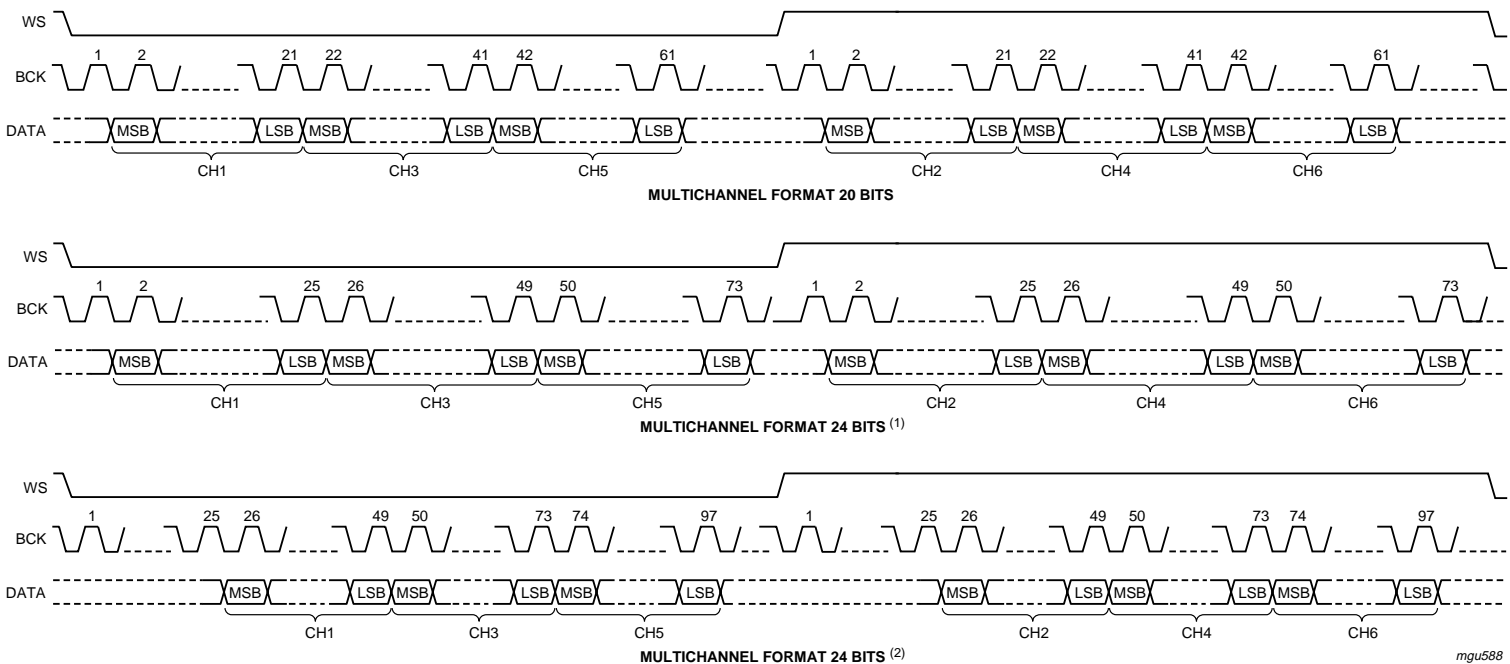 WS
1 2 21 22 41 42 61 1 2 21 22 41 42 61
BCK
DATA MSB LSB MSB LSB MSB LSB MSB LSB MSB LSB MSB LSB
CH1 CH3 CH5 CH2 CH4 CH6
MULTICHANNEL FORMAT 20 BITS
WS
1 2 25 26 49 50 73 1 2 25 26 49 50 73
BCK
DATA MSB LSB MSB LSB MSB LSB MSB LSB MSB LSB MSB LSB
CH1 CH3 CH5 CH2 CH4 CH6
MULTICHANNEL FORMAT 24 BITS (1)
WS
1 25 26 49 50 73 74 97 1 25 26 49 50 73 74 97
BCK
DATA MSB LSB MSB LSB MSB LSB MSB LSB MSB LSB MSB LSB
CH1 CH3 CH5 CH2 CH4 CH6
MULTICHANNEL FORMAT 24 BITS (2)
mgu588